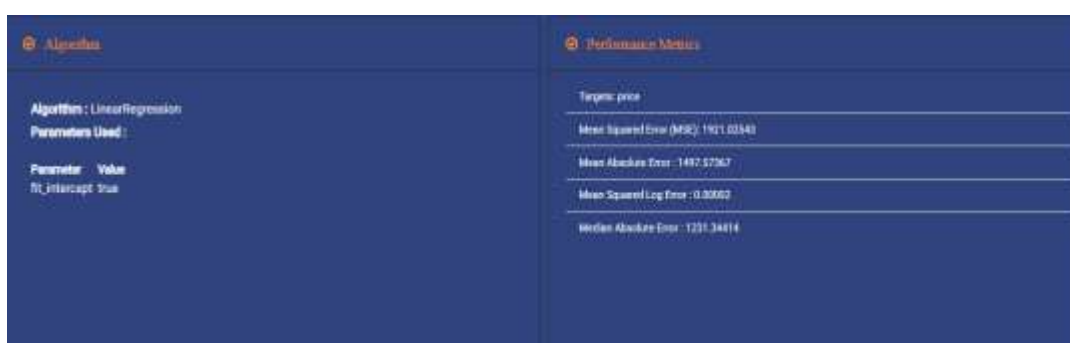 Algorithm
Algorithm : LinearRegression
Parameters Used :
Parameter Value
fit_intercept true
Performance Metrics
Targets: price
Mean Squared Error (MSE): 1921.02540
Mean Absolute Error : 1497.57367
Mean Squared Log Error : 0.00002
Median Absolute Error : 1231.34414